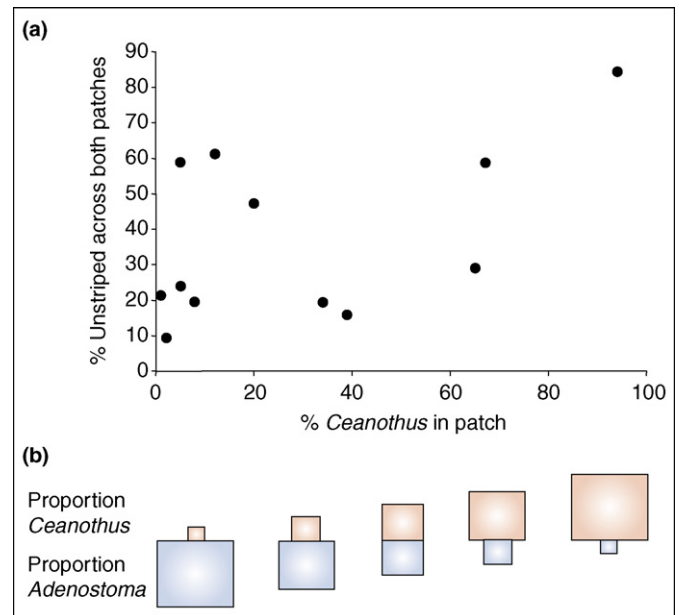 (a)
% Unstriped across both patches
90
80
70
60
50
40
30
20
10
0
0 20 40 60 80 100
% Ceanothus in patch
(b)
Proportion
Ceanothus
Proportion
Adenostoma